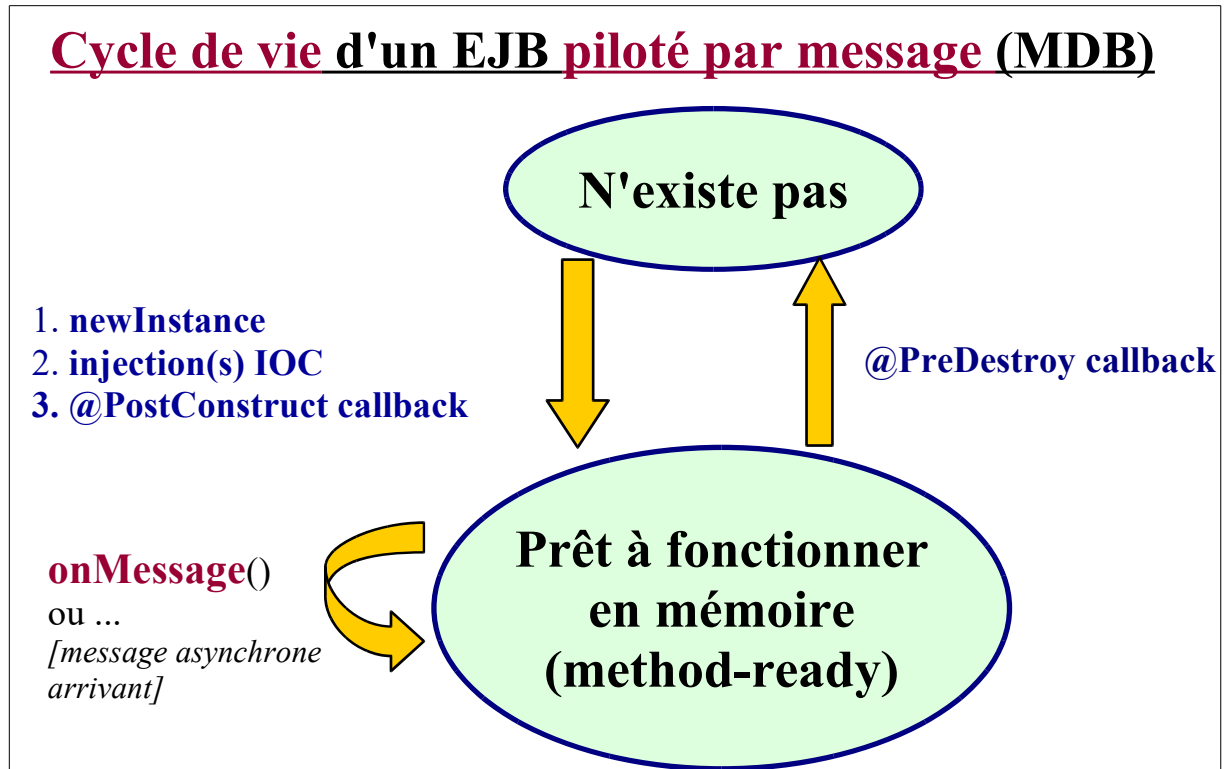 Cycle de vie d'un EJB piloté par message (MDB)
N'existe pas
1. newInstance
2. injection(s) IOC
3. @PostConstruct callback
@PreDestroy callback
onMessage()
ou ...
[message asynchrone
arrivant]
Prêt à fonctionner
en mémoire
(method-ready)